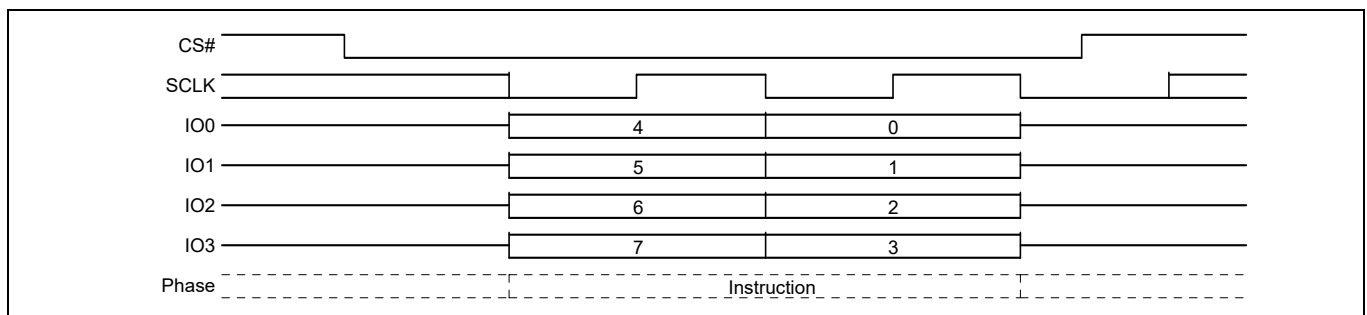 CS#
SCLK
IO0 4 0
IO1 5 1
IO2 6 2
IO3 7 3
Phase Instruction